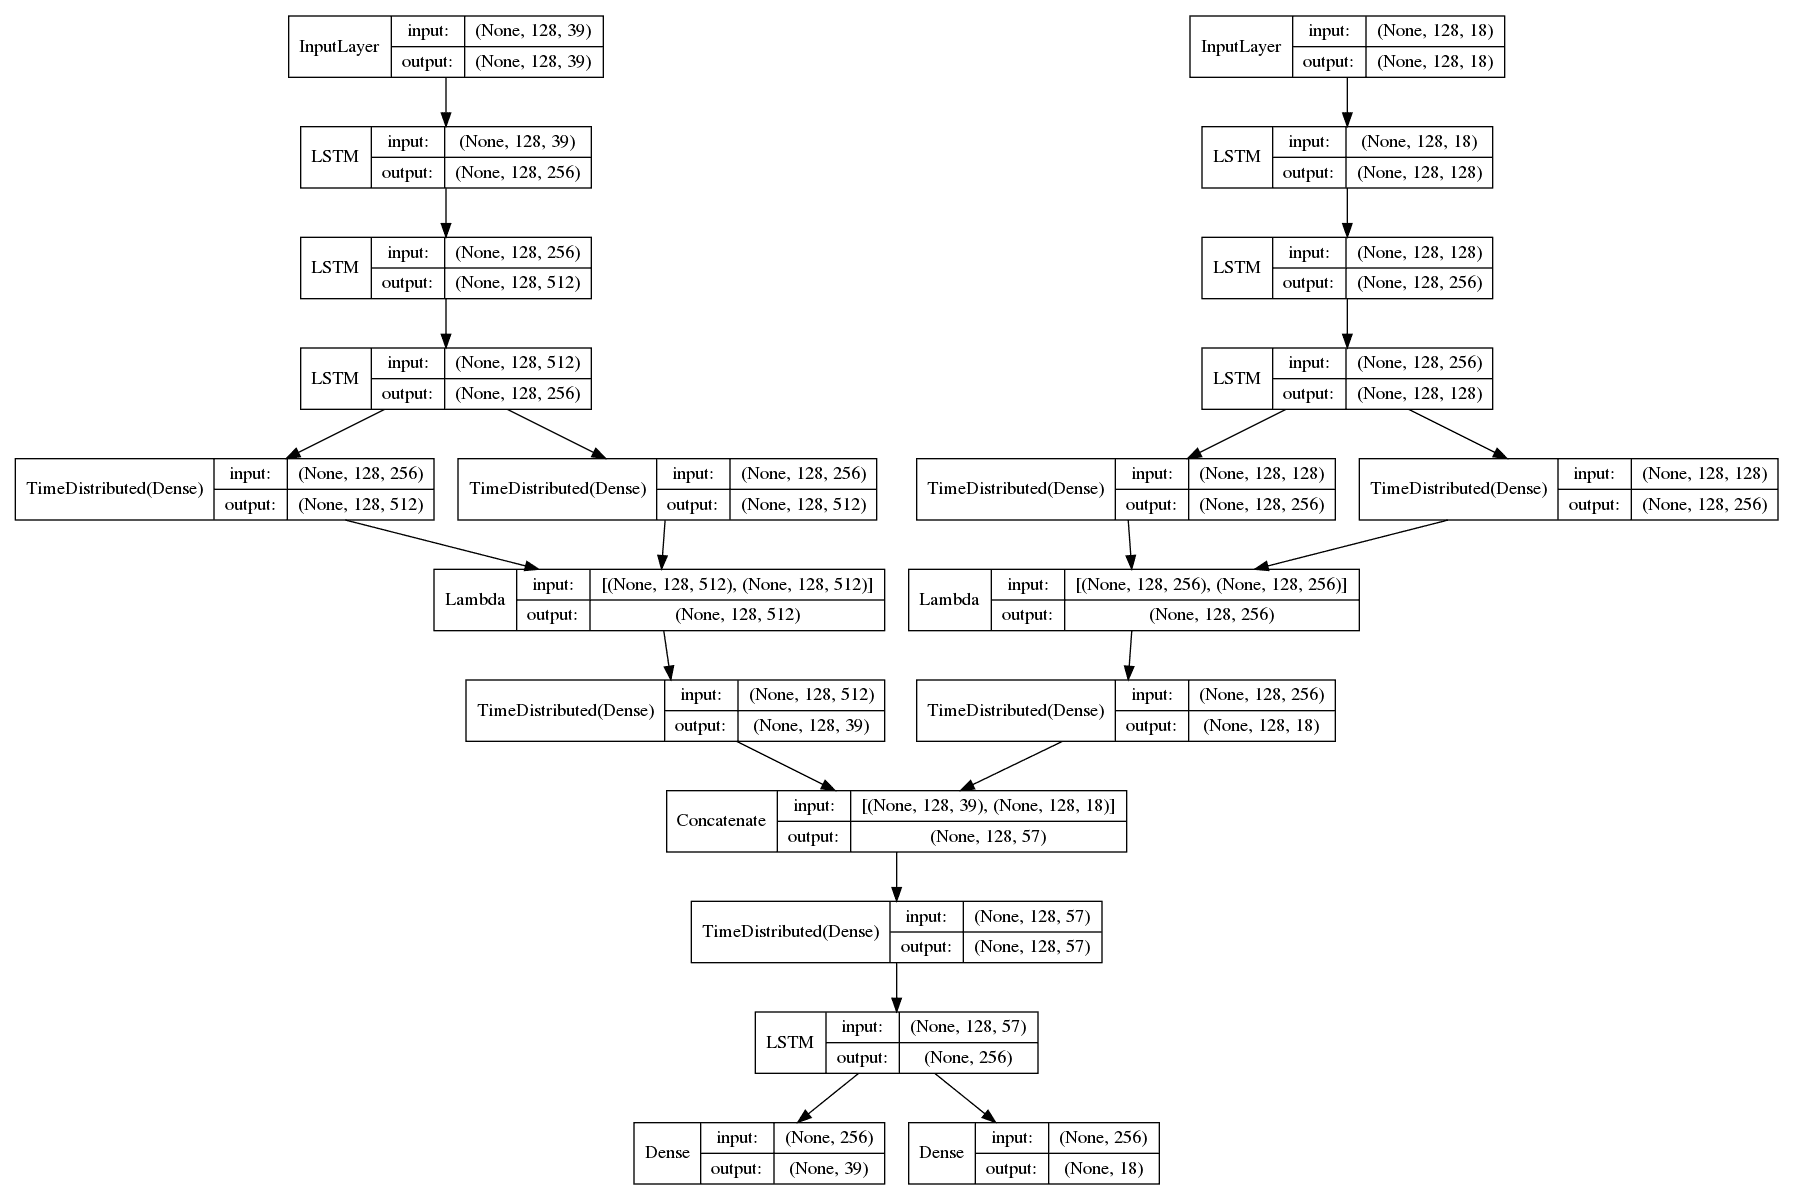 InputLayer input: (None, 128, 39)
output: (None, 128, 39)
InputLayer input: (None, 128, 18)
output: (None, 128, 18)
LSTM input: (None, 128, 39)
output: (None, 128, 256)
LSTM input: (None, 128, 18)
output: (None, 128, 128)
LSTM input: (None, 128, 256)
output: (None, 128, 512)
LSTM input: (None, 128, 128)
output: (None, 128, 256)
LSTM input: (None, 128, 512)
output: (None, 128, 256)
LSTM input: (None, 128, 256)
output: (None, 128, 128)
TimeDistributed(Dense) input: (None, 128, 256)
output: (None, 128, 512)
TimeDistributed(Dense) input: (None, 128, 256)
output: (None, 128, 512)
TimeDistributed(Dense) input: (None, 128, 128)
output: (None, 128, 256)
TimeDistributed(Dense) input: (None, 128, 128)
output: (None, 128, 256)
Lambda input: [(None, 128, 512), (None, 128, 512)]
output: (None, 128, 512)
Lambda input: [(None, 128, 256), (None, 128, 256)]
output: (None, 128, 256)
TimeDistributed(Dense) input: (None, 128, 512)
output: (None, 128, 39)
TimeDistributed(Dense) input: (None, 128, 256)
output: (None, 128, 18)
Concatenate input: [(None, 128, 39), (None, 128, 18)]
output: (None, 128, 57)
TimeDistributed(Dense) input: (None, 128, 57)
output: (None, 128, 57)
LSTM input: (None, 128, 57)
output: (None, 256)
Dense input: (None, 256)
output: (None, 39)
Dense input: (None, 256)
output: (None, 18)